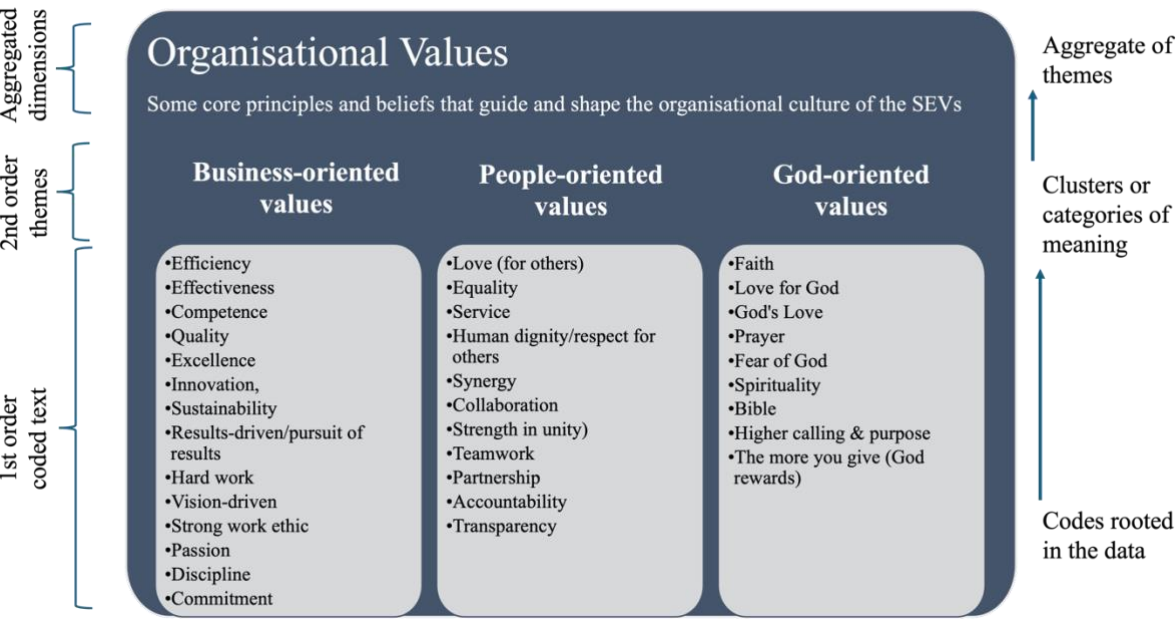 Aggregated
dimensions
2nd order
themes
1st order
coded text
Organisational Values
Some core principles and beliefs that guide and shape the organisational culture of the SEVs
Business-oriented
values
•Efficiency
•Effectiveness
•Competence
•Quality
•Excellence
•Innovation,
•Sustainability
•Results-driven/pursuit of
results
•Hard work
•Vision-driven
•Strong work ethic
•Passion
•Discipline
•Commitment
People-oriented
values
•Love (for others)
•Equality
•Service
•Human dignity/respect for
others
•Synergy
•Collaboration
•Strength in unity)
•Teamwork
•Partnership
•Accountability
•Transparency
God-oriented
values
•Faith
•Love for God
•God's Love
•Prayer
•Fear of God
•Spirituality
•Bible
•Higher calling & purpose
•The more you give (God
rewards)
Aggregate of
themes
Clusters or
categories of
meaning
Codes rooted
in the data